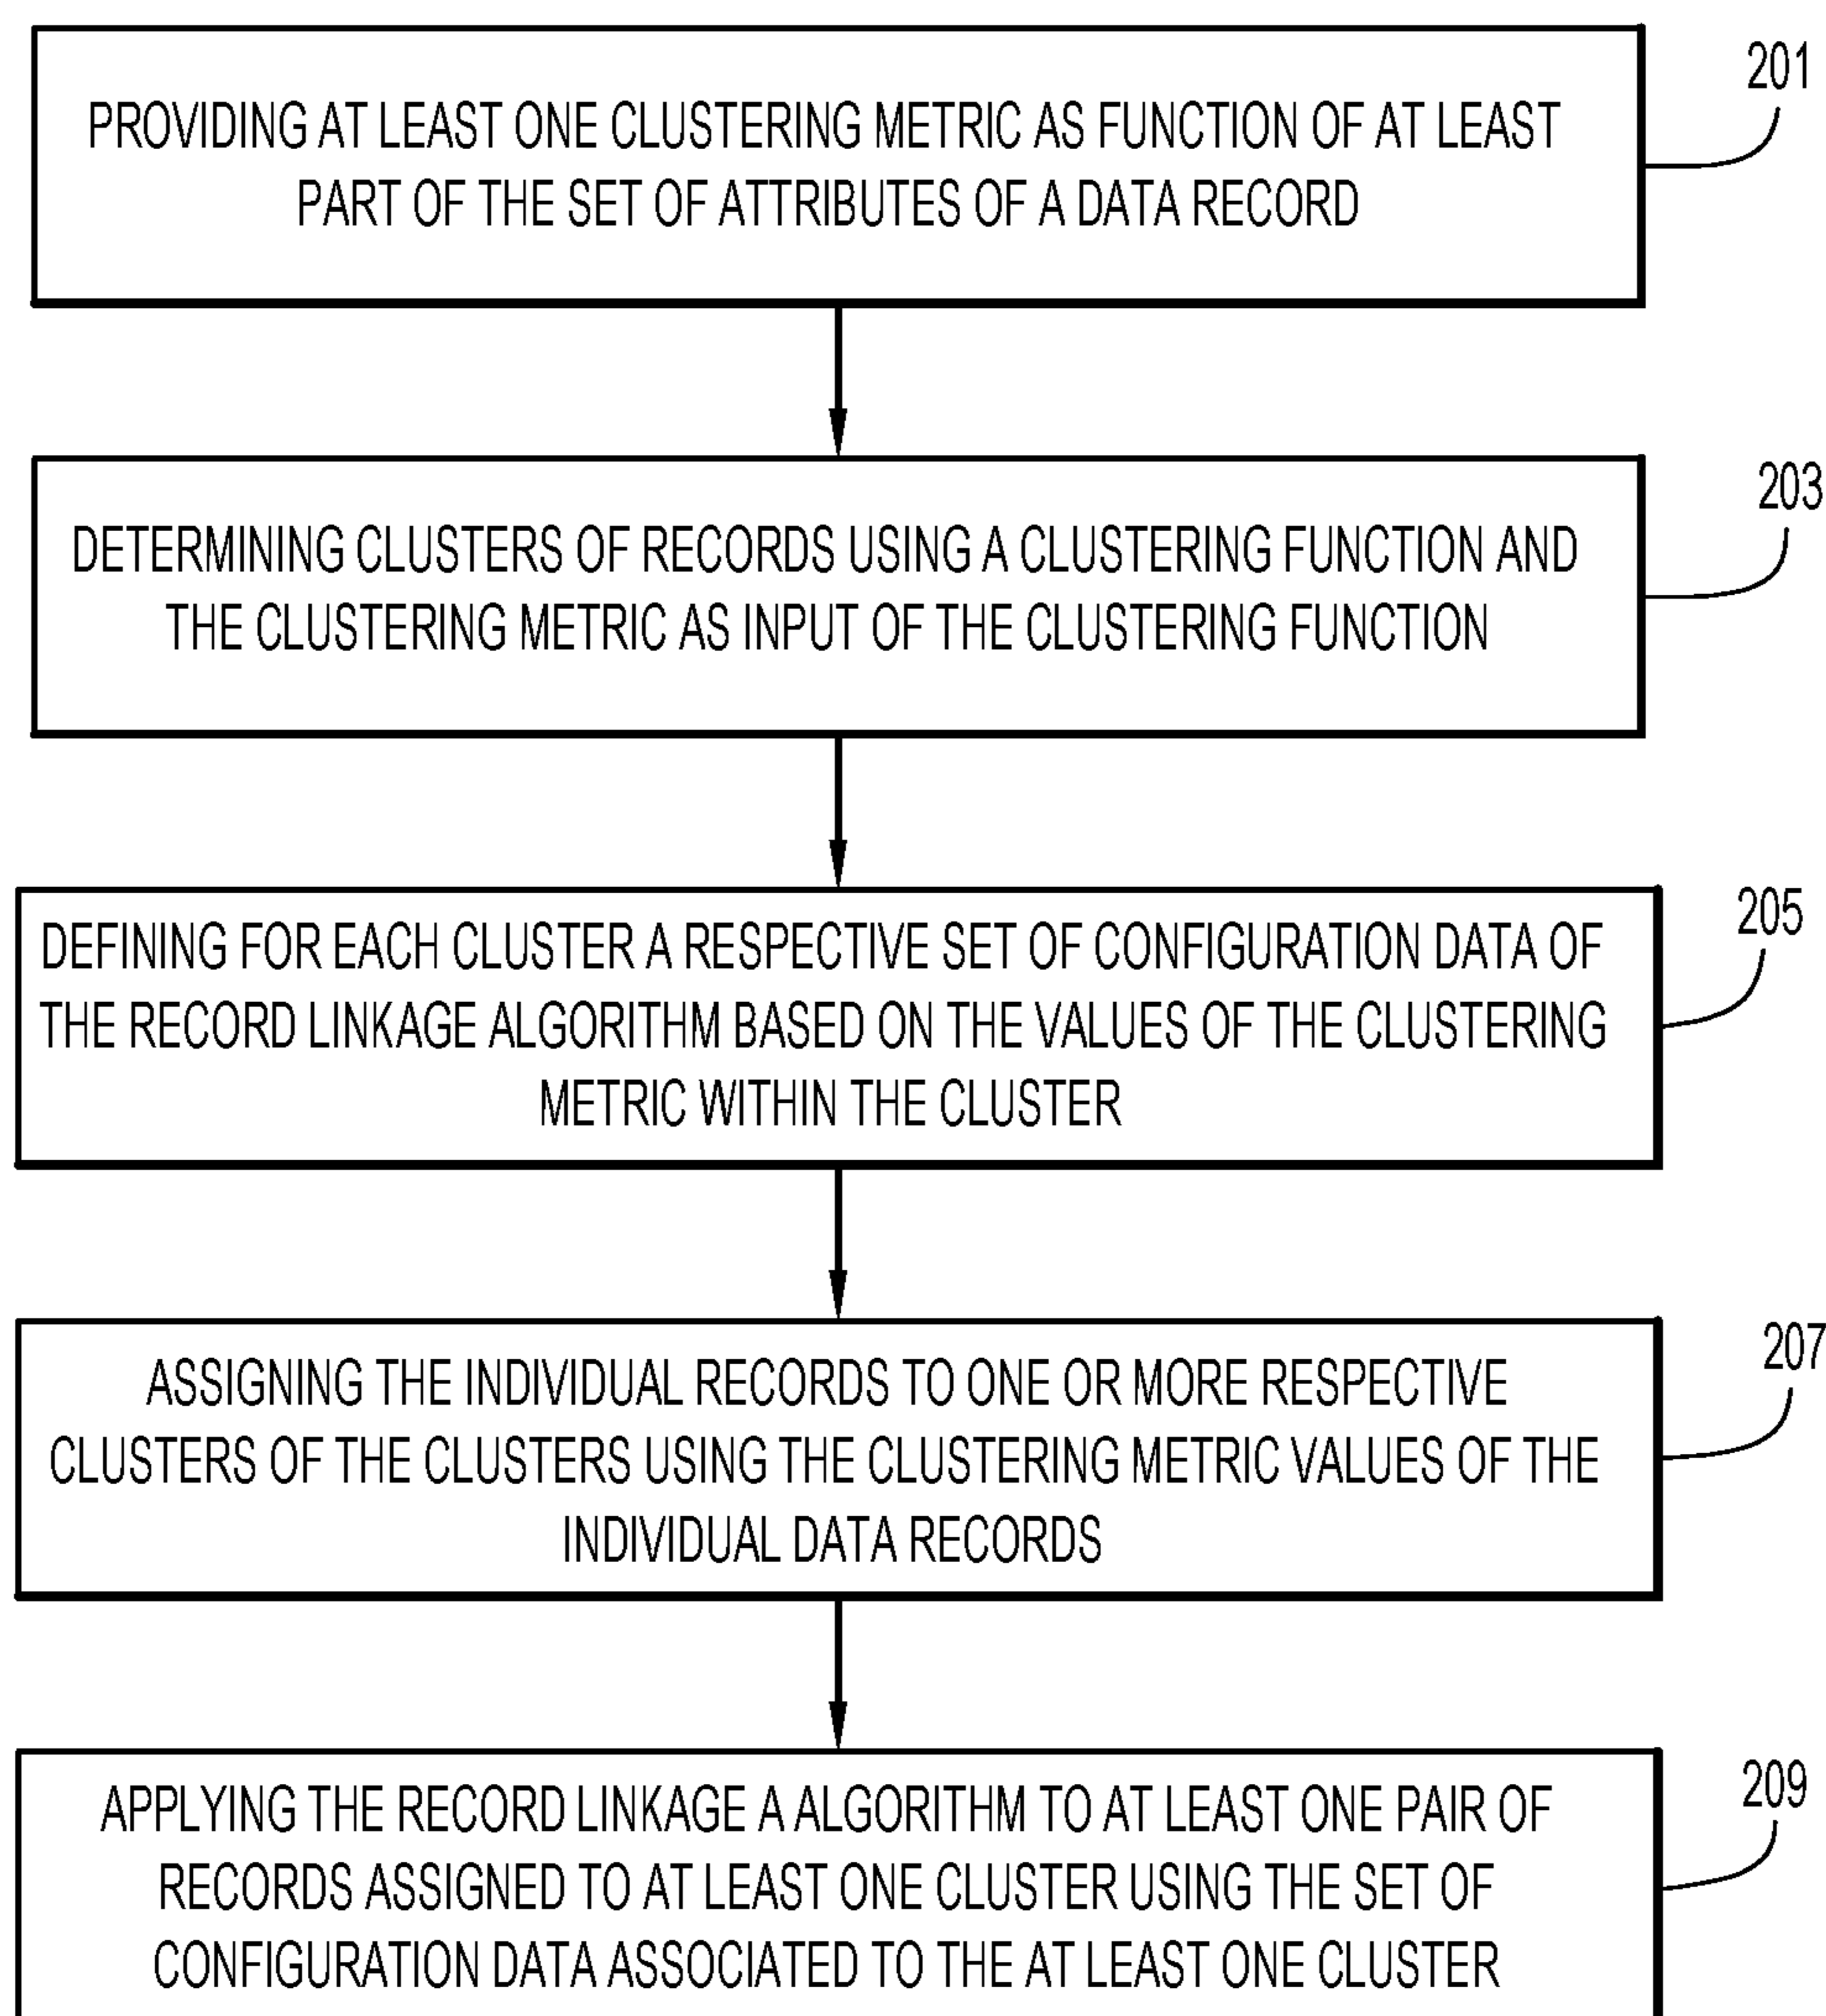 201
PROVIDING AT LEAST ONE CLUSTERING METRIC AS FUNCTION OF AT LEAST
PART OF THE SET OF ATTRIBUTES OF A DATA RECORD
203
DETERMINING CLUSTERS OF RECORDS USING A CLUSTERING FUNCTION AND
THE CLUSTERING METRIC AS INPUT OF THE CLUSTERING FUNCTION
205
DEFINING FOR EACH CLUSTER A RESPECTIVE SET OF CONFIGURATION DATA OF
THE RECORD LINKAGE ALGORITHM BASED ON THE VALUES OF THE CLUSTERING
METRIC WITHIN THE CLUSTER
207
ASSIGNING THE INDIVIDUAL RECORDS TO ONE OR MORE RESPECTIVE
CLUSTERS OF THE CLUSTERS USING THE CLUSTERING METRIC VALUES OF THE
INDIVIDUAL DATA RECORDS
209
APPLYING THE RECORD LINKAGE A ALGORITHM TO AT LEAST ONE PAIR OF
RECORDS ASSIGNED TO AT LEAST ONE CLUSTER USING THE SET OF
CONFIGURATION DATA ASSOCIATED TO THE AT LEAST ONE CLUSTER